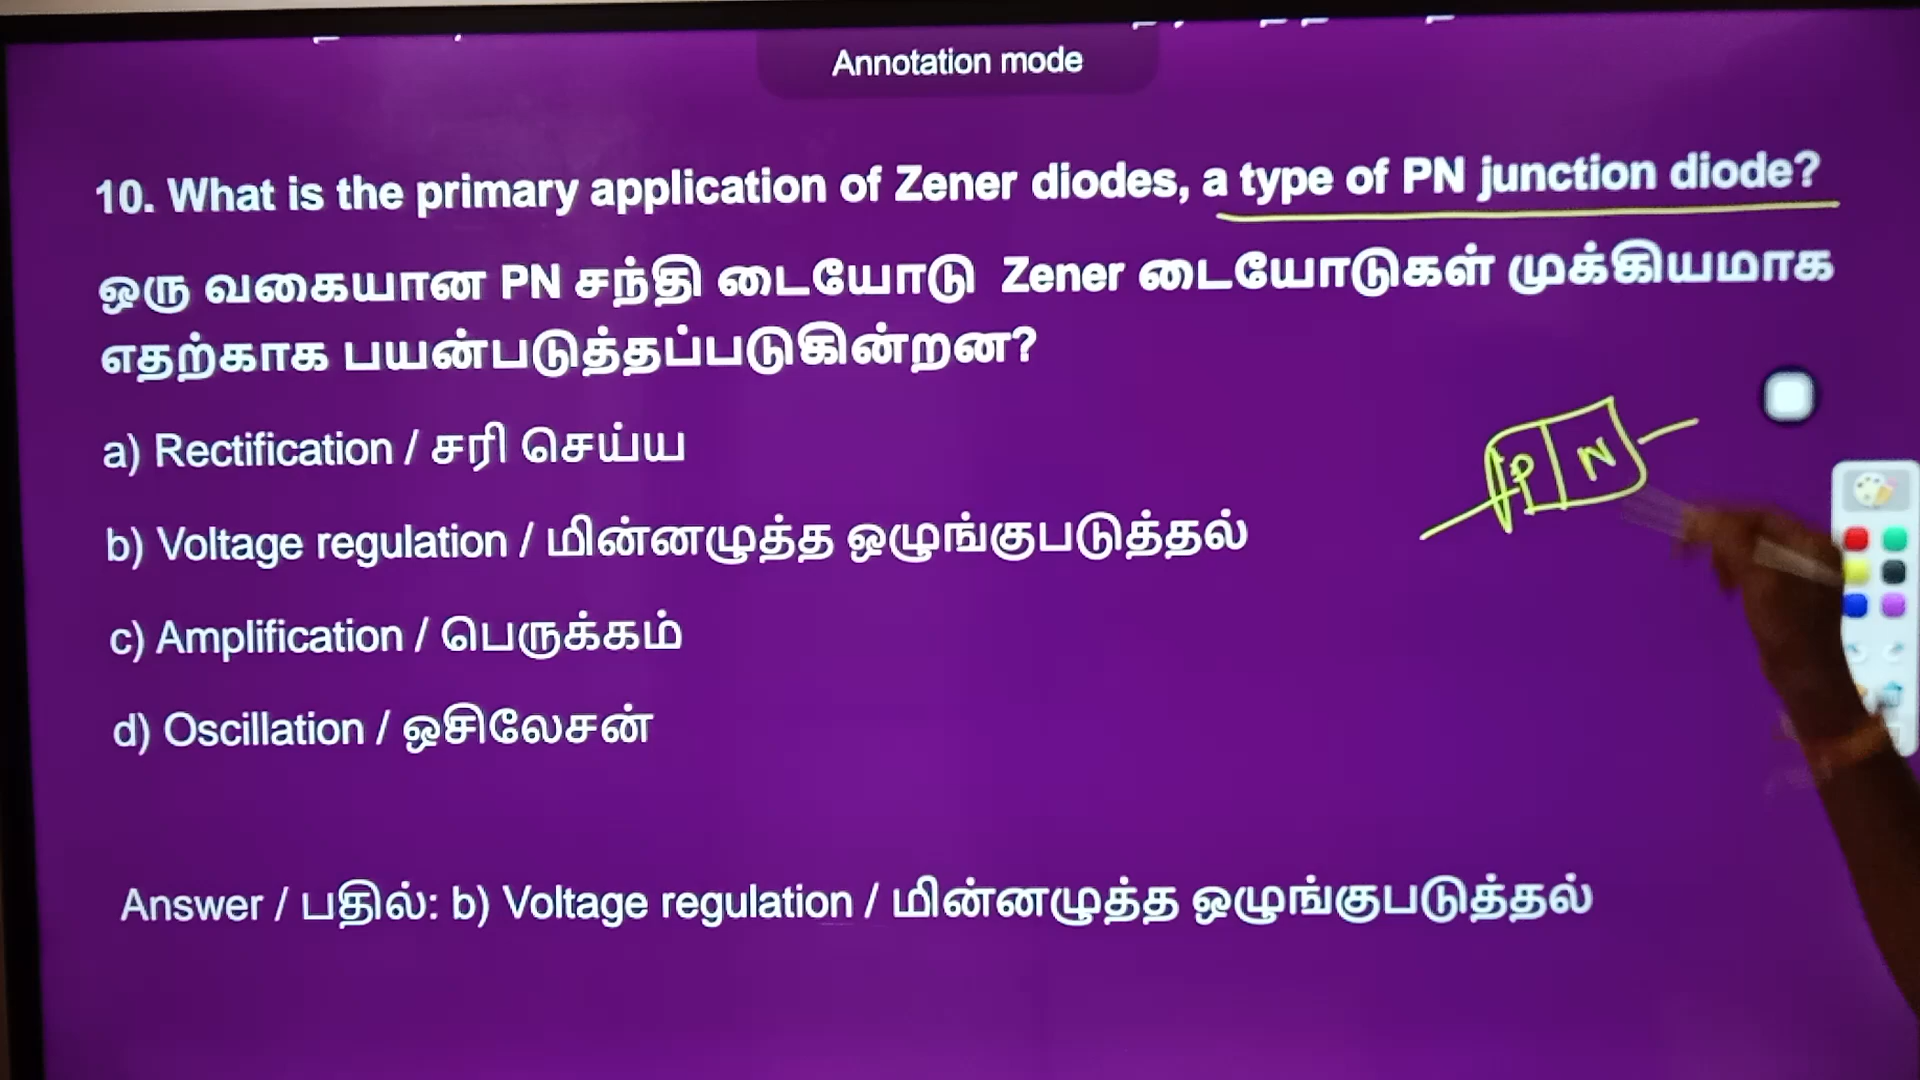 Annotation mode
10. What is the primary application of Zener diodes, a type of PN junction diode?
ஒரு வகையான PN சந்தி டையோடு Zener டையோடுகள் முக்கியமாக
எதற்காக பயன்படுத்தப்படுகின்றன?
a) Rectification / சரி செய்ய
P N
b) Voltage regulation / மின்னழுத்த ஒழுங்குபடுத்தல்
c) Amplification / பெருக்கம்
d) Oscillation / ஒசிலேசன்
Answer / பதில்: b) Voltage regulation / மின்னழுத்த ஒழுங்குபடுத்தல்